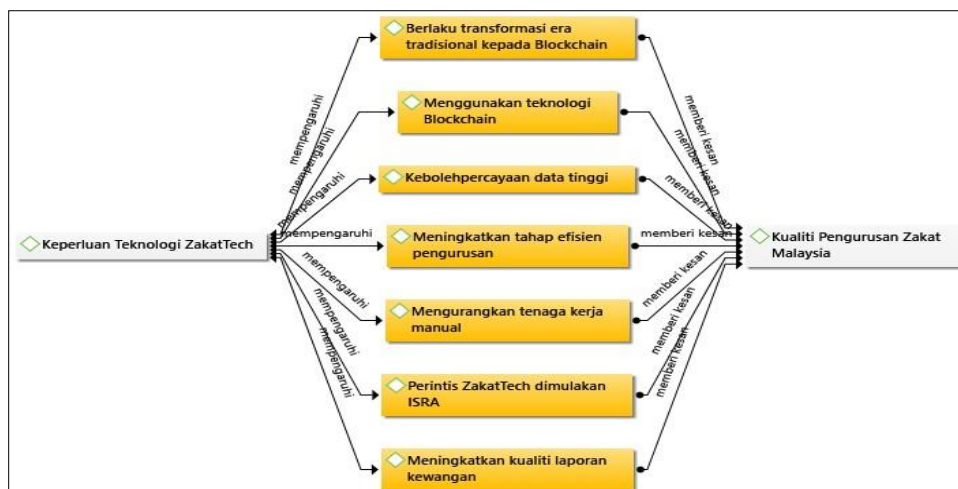 Berlaku transformasi era
tradisional kepada Blockchain
Menggunakan teknologi
Blockchain
Kebolehpercayaan data tinggi
Keperluan Teknologi ZakatTech
Meningkatkan tahap efisien
pengurusan
Kualiti Pengurusan Zakat
Malaysia
Mengurangkan tenaga kerja
manual
Perintis ZakatTech dimulakan
ISRA
Meningkatkan kualiti laporan
kewangan
mempengaruhi
mempengaruhi
mempengaruhi
mempengaruhi
mempengaruhi
mempengaruhi
mempengaruhi
memberi kesan
memberi kesan
memberi kesan
memberi kesan
memberi kesan
memberi kesan
memberi kesan